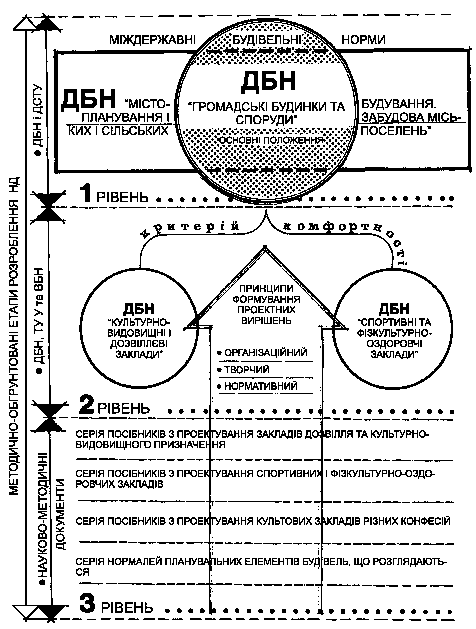 МІЖДЕРЖАВНІ БУДІВЕЛЬНІ НОРМИ
ДБН "МІСТО-
ПЛАНУВАННЯ І
КИХ І СІЛЬСЬКИХ
ДБН
"ГРОМАДСЬКІ БУДИНКИ ТА
СПОРУДИ"
ОСНОВНІ ПОЛОЖЕННЯ
БУДУВАННЯ.
ЗАБУДОВА МІСЬ-
ПОСЕЛЕНЬ"
1 РІВЕНЬ
критерій комфортності
ДБН
"КУЛЬТУРНО-
ВИДОВИЩНІ І
ДОЗВІЛЛЄВІ
ЗАКЛАДИ"
ПРИНЦИПИ
ФОРМУВАННЯ
ПРОЕКТНИХ
ВИРІШЕНЬ
• ОРГАНІЗАЦІЙНИЙ
• ТВОРЧИЙ
• НОРМАТИВНИЙ
ДБН
"СПОРТИВНІ ТА
ФІЗКУЛЬТУРНО-
ОЗДОРОВЧІ
ЗАКЛАДИ"
2 РІВЕНЬ
СЕРІЯ ПОСІБНИКІВ З ПРОЕКТУВАННЯ ЗАКЛАДІВ ДОЗВІЛЛЯ ТА КУЛЬТУРНО-
ВИДОВИЩНОГО ПРИЗНАЧЕННЯ
СЕРІЯ ПОСІБНИКІВ З ПРОЕКТУВАННЯ СПОРТИВНИХ І ФІЗКУЛЬТУРНО-ОЗДО-
РОВЧИХ ЗАКЛАДІВ
СЕРІЯ ПОСІБНИКІВ З ПРОЕКТУВАННЯ КУЛЬТОВИХ ЗАКЛАДІВ РІЗНИХ КОНФЕСІЙ
СЕРІЯ НОРМАЛЕЙ ПЛАНУВАЛЬНИХ ЕЛЕМЕНТІВ БУДІВЕЛЬ, ЩО РОЗГЛЯДАЮТЬ-
СЯ
3 РІВЕНЬ
МЕТОДИЧНО-ОБГРУНТОВАНІ ЕТАПИ РОЗРОБЛЕННЯ НД
• ДБН І ДСТУ
• ДБН, ТУ У та ВБН
• НАУКОВО-МЕТОДИЧНІ
ДОКУМЕНТИ